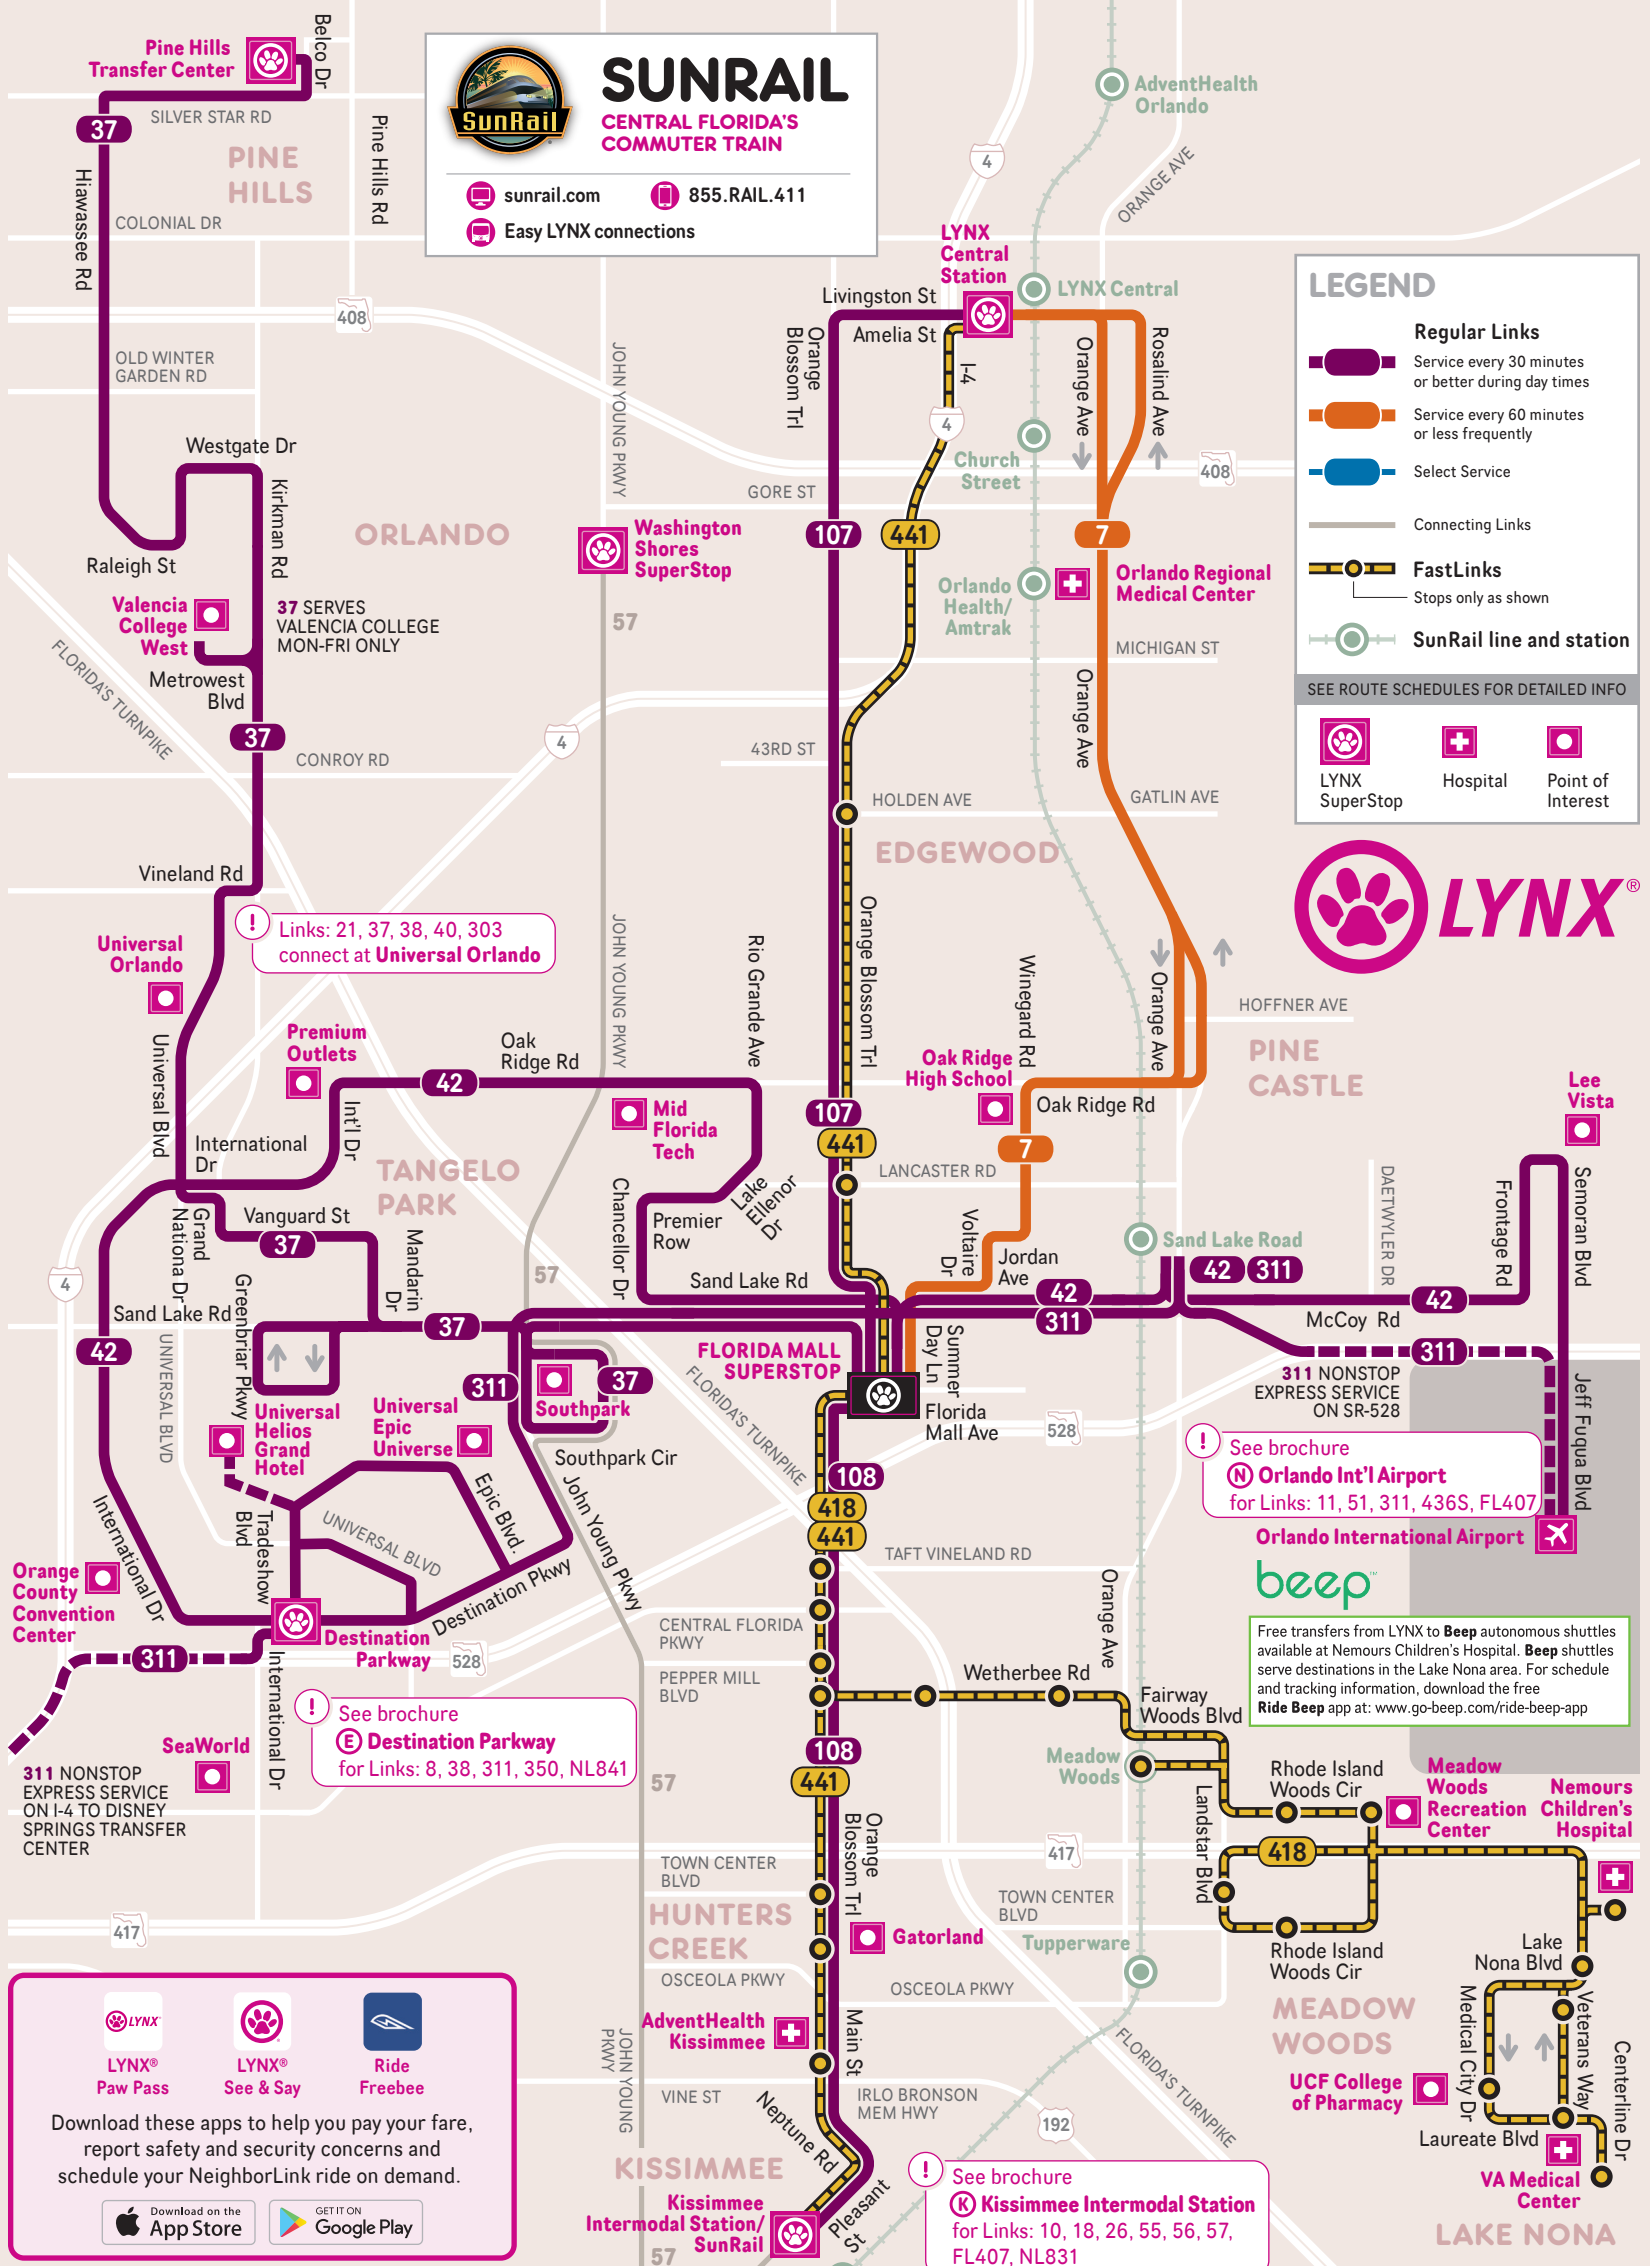 Pine Hills
Transfer Center
Belco Dr
SILVER STAR RD
37
PINE
HILLS
Pine Hills Rd
Hiawassee Rd
COLONIAL DR
408
OLD WINTER
GARDEN RD
Westgate Dr
Kirkman Rd
Raleigh St
ORLANDO
Valencia
College
West
37 SERVES
VALENCIA COLLEGE
MON-FRI ONLY
Metrowest
Blvd
FLORIDA'S TURNPIKE
37
CONROY RD
4
Vineland Rd
SunRail
SUNRAIL
CENTRAL FLORIDA'S
COMMUTER TRAIN
sunrail.com
855.RAIL.411
Easy LYNX connections
AdventHealth
Orlando
4
ORANGE AVE
LYNX
Central
Station
LYNX Central
Livingston St
Amelia St
Orange
Blossom Trl
I-4
4
Orange Ave
Rosalind Ave
JOHN YOUNG PKWY
Church
Street
408
GORE ST
107
441
7
Washington
Shores
SuperStop
57
Orlando
Health/
Amtrak
Orlando Regional
Medical Center
MICHIGAN ST
Orange Ave
43RD ST
HOLDEN AVE
GATLIN AVE
EDGEWOOD
LEGEND
Regular Links
Service every 30 minutes
or better during day times
Service every 60 minutes
or less frequently
Select Service
Connecting Links
FastLinks
Stops only as shown
SunRail line and station
SEE ROUTE SCHEDULES FOR DETAILED INFO
LYNX
SuperStop
Hospital
Point of
Interest
LYNX®
! Links: 21, 37, 38, 40, 303
connect at Universal Orlando
Universal
Orlando
Universal Blvd
Premium
Outlets
Oak
Ridge Rd
42
Int'l Dr
International
Dr
JOHN YOUNG PKWY
Rio Grande Ave
Orange Blossom Trl
Winegard Rd
Orange Ave
HOFFNER AVE
Oak Ridge
High School
Oak Ridge Rd
PINE
CASTLE
Lee
Vista
Mid
Florida
Tech
107
441
7
LANCASTER RD
TANGELO
PARK
Lake
Ellenor
Dr
Chancellor Dr
Premier
Row
Voltaire
Dr
Jordan
Ave
DAETWYLER DR
Frontage Rd
Semoran Blvd
Grand
Nationa Dr
Vanguard St
37
Mandarin
Dr
57
Sand Lake Rd
Sand Lake Road
42
311
42
311
42
McCoy Rd
4
Sand Lake Rd
Greenbriar Pkwy
37
42
UNIVERSAL BLVD
FLORIDA MALL
SUPERSTOP
Summer
Day Ln
311
311 NONSTOP
EXPRESS SERVICE
ON SR-528
Jeff Fuqua Blvd
311
37
Southpark
Southpark Cir
FLORIDA'S TURNPIKE
Florida
Mall Ave
528
Universal
Helios
Grand
Hotel
Universal
Epic
Universe
Epic Blvd.
John Young Pkwy
108
418
441
! See brochure
N Orlando Int'l Airport
for Links: 11, 51, 311, 436S, FL407
Orlando International Airport
International Dr
Tradeshow
Blvd
UNIVERSAL BLVD
TAFT VINELAND RD
Orange Ave
beep™
Free transfers from LYNX to Beep autonomous shuttles
available at Nemours Children's Hospital. Beep shuttles
serve destinations in the Lake Nona area. For schedule
and tracking information, download the free
Ride Beep app at: www.go-beep.com/ride-beep-app
Orange
County
Convention
Center
Destination Pkwy
Destination
Parkway
528
311
International Dr
CENTRAL FLORIDA
PKWY
PEPPER MILL
BLVD
Wetherbee Rd
Fairway
Woods Blvd
! See brochure
E Destination Parkway
for Links: 8, 38, 311, 350, NL841
SeaWorld
311 NONSTOP
EXPRESS SERVICE
ON I-4 TO DISNEY
SPRINGS TRANSFER
CENTER
57
108
441
Meadow
Woods
Rhode Island
Woods Cir
Meadow
Woods
Recreation
Center
Nemours
Children's
Hospital
Landstar Blvd
Orange
Blossom Trl
417
418
TOWN CENTER
BLVD
TOWN CENTER
BLVD
417
HUNTERS
CREEK
Gatorland
Tupperware
Rhode Island
Woods Cir
Lake
Nona Blvd
OSCEOLA PKWY
OSCEOLA PKWY
MEADOW
WOODS
Medical City Dr
Veterans Way
Centerline Dr
LYNX
LYNX®
Paw Pass
LYNX®
See & Say
Ride
Freebee
Download these apps to help you pay your fare,
report safety and security concerns and
schedule your NeighborLink ride on demand.
Download on the
App Store
GET IT ON
Google Play
AdventHealth
Kissimmee
JOHN YOUNG
PKWY
Main St
VINE ST
IRLO BRONSON
MEM HWY
192
FLORIDA'S TURNPIKE
UCF College
of Pharmacy
Laureate Blvd
Neptune Rd
KISSIMMEE
Kissimmee
Intermodal Station/
SunRail
Pleasant
St
57
! See brochure
K Kissimmee Intermodal Station
for Links: 10, 18, 26, 55, 56, 57,
FL407, NL831
VA Medical
Center
LAKE NONA